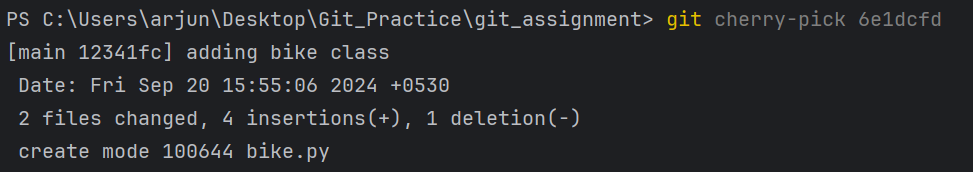 PS C:\Users\arjun\Desktop\Git_Practice\git_assignment> git cherry-pick 6e1dcfd
[main 12341fc] adding bike class
Date: Fri Sep 20 15:55:06 2024 +0530
2 files changed, 4 insertions(+), 1 deletion(-)
create mode 100644 bike.py